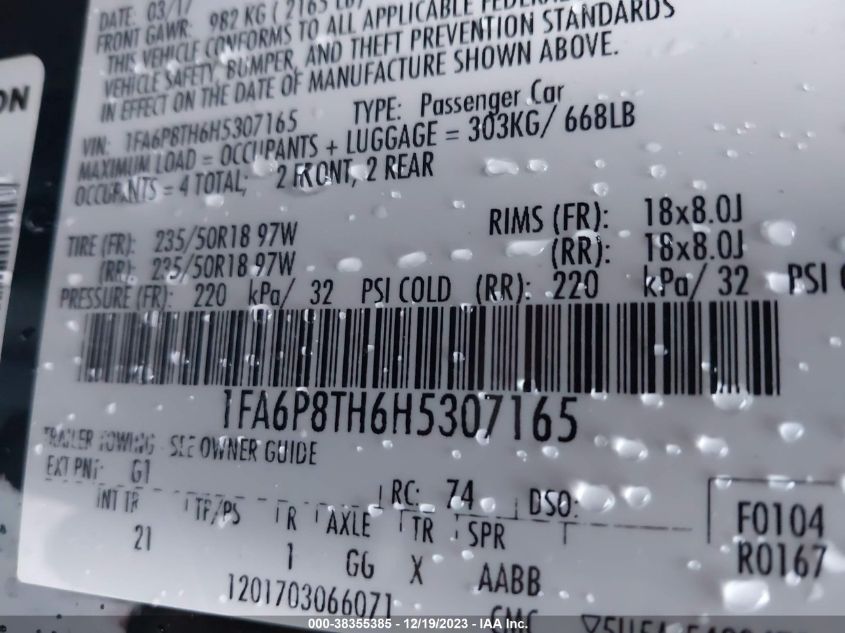 DATE: 03/17
FRONT GAWR: 982 KG ( 2165 LB)
THIS VEHICLE CONFORMS TO ALL APPLICABLE FEDERAL
VEHICLE SAFETY, BUMPER, AND THEFT PREVENTION STANDARDS
IN EFFECT ON THE DATE OF MANUFACTURE SHOWN ABOVE.
VIN: 1FA6P8TH6H5307165 TYPE: Passenger Car
MAXIMUM LOAD = OCCUPANTS + LUGGAGE = 303KG/ 668LB
OCCUPANTS = 4 TOTAL; 2 FRONT, 2 REAR
TIRE (FR): 235/50R18 97W RIMS (FR): 18x8.0J
(RR): 235/50R18 97W (RR): 18x8.0J
PRESSURE (FR): 220 kPa/ 32 PSI COLD (RR): 220 kPa/ 32 PSI
1FA6P8TH6H5307165
TRAILER TOWING - SEE OWNER GUIDE
EXT PNT: G1 RC: 74 DSO:
INT TR TP/PS R AXLE TR SPR F0104
21 1 GG X AABB R0167
1201703066071
000-38355385 - 12/19/2023 - IAA Inc.